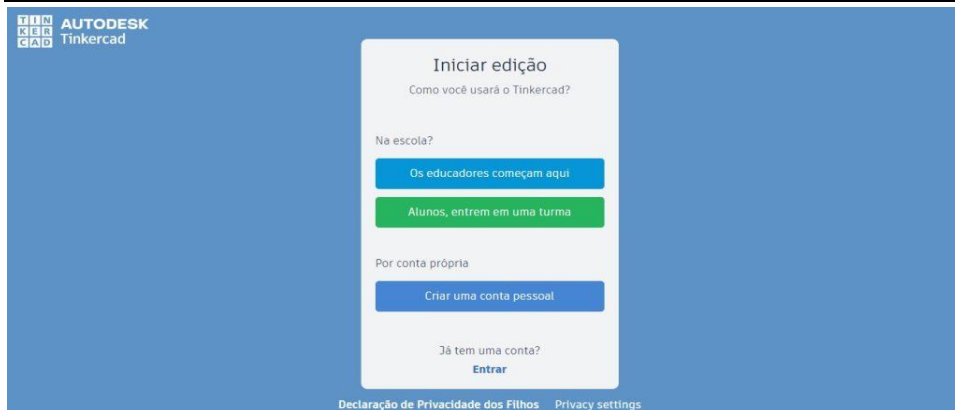 TIN
KER
CAD
AUTODESK
Tinkercad
Iniciar edição
Como você usará o Tinkercad?
Na escola?
Os educadores começam aqui
Alunos, entrem em uma turma
Por conta própria
Criar uma conta pessoal
Já tem uma conta?
Entrar
Declaração de Privacidade dos Filhos Privacy settings